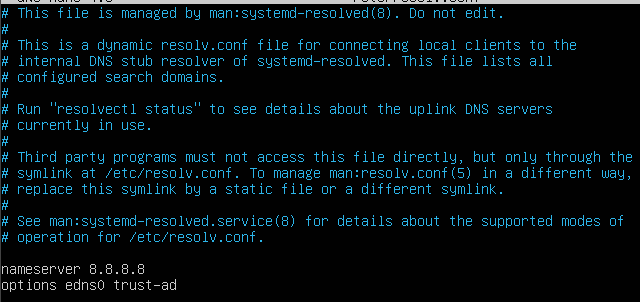 # This file is managed by man:systemd-resolved(8). Do not edit.
#
# This is a dynamic resolv.conf file for connecting local clients to the
# internal DNS stub resolver of systemd-resolved. This file lists all
# configured search domains.
#
# Run "resolvectl status" to see details about the uplink DNS servers
# currently in use.
#
# Third party programs must not access this file directly, but only through the
# symlink at /etc/resolv.conf. To manage man:resolv.conf(5) in a different way,
# replace this symlink by a static file or a different symlink.
#
# See man:systemd-resolved.service(8) for details about the supported modes of
# operation for /etc/resolv.conf.
nameserver 8.8.8.8
options edns0 trust-ad